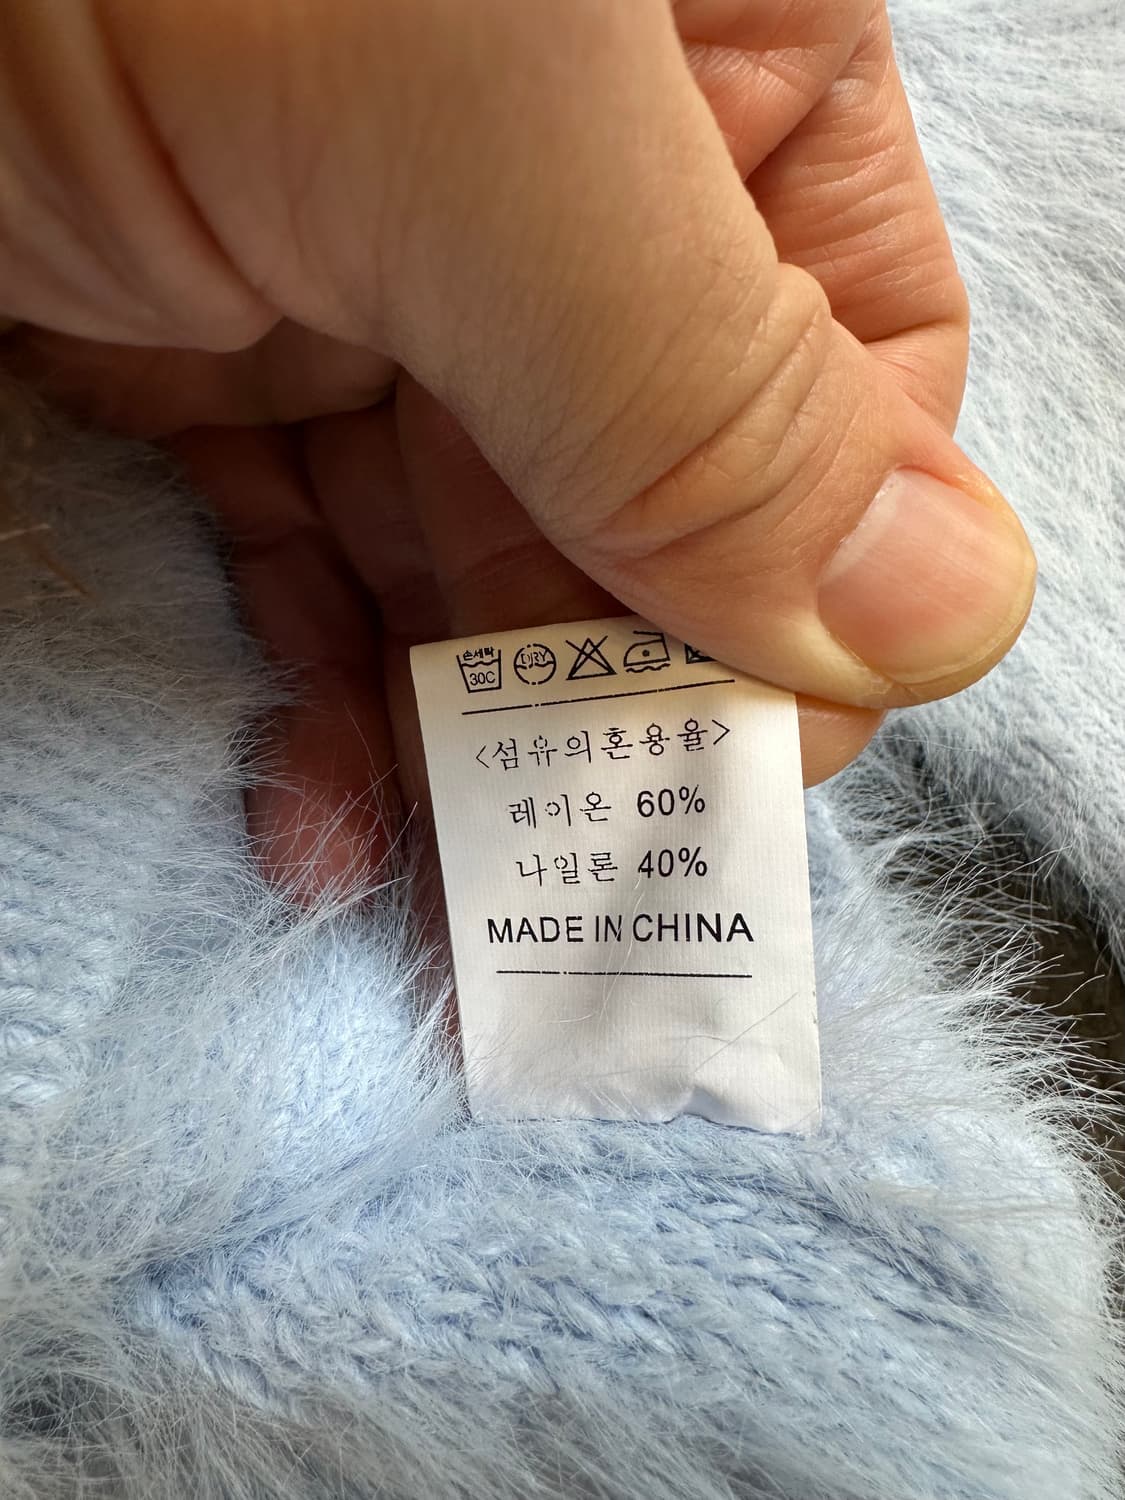 손세탁
30C
DRY
<섬유의혼용율>
레이온 60%
나일론 40%
MADE IN CHINA